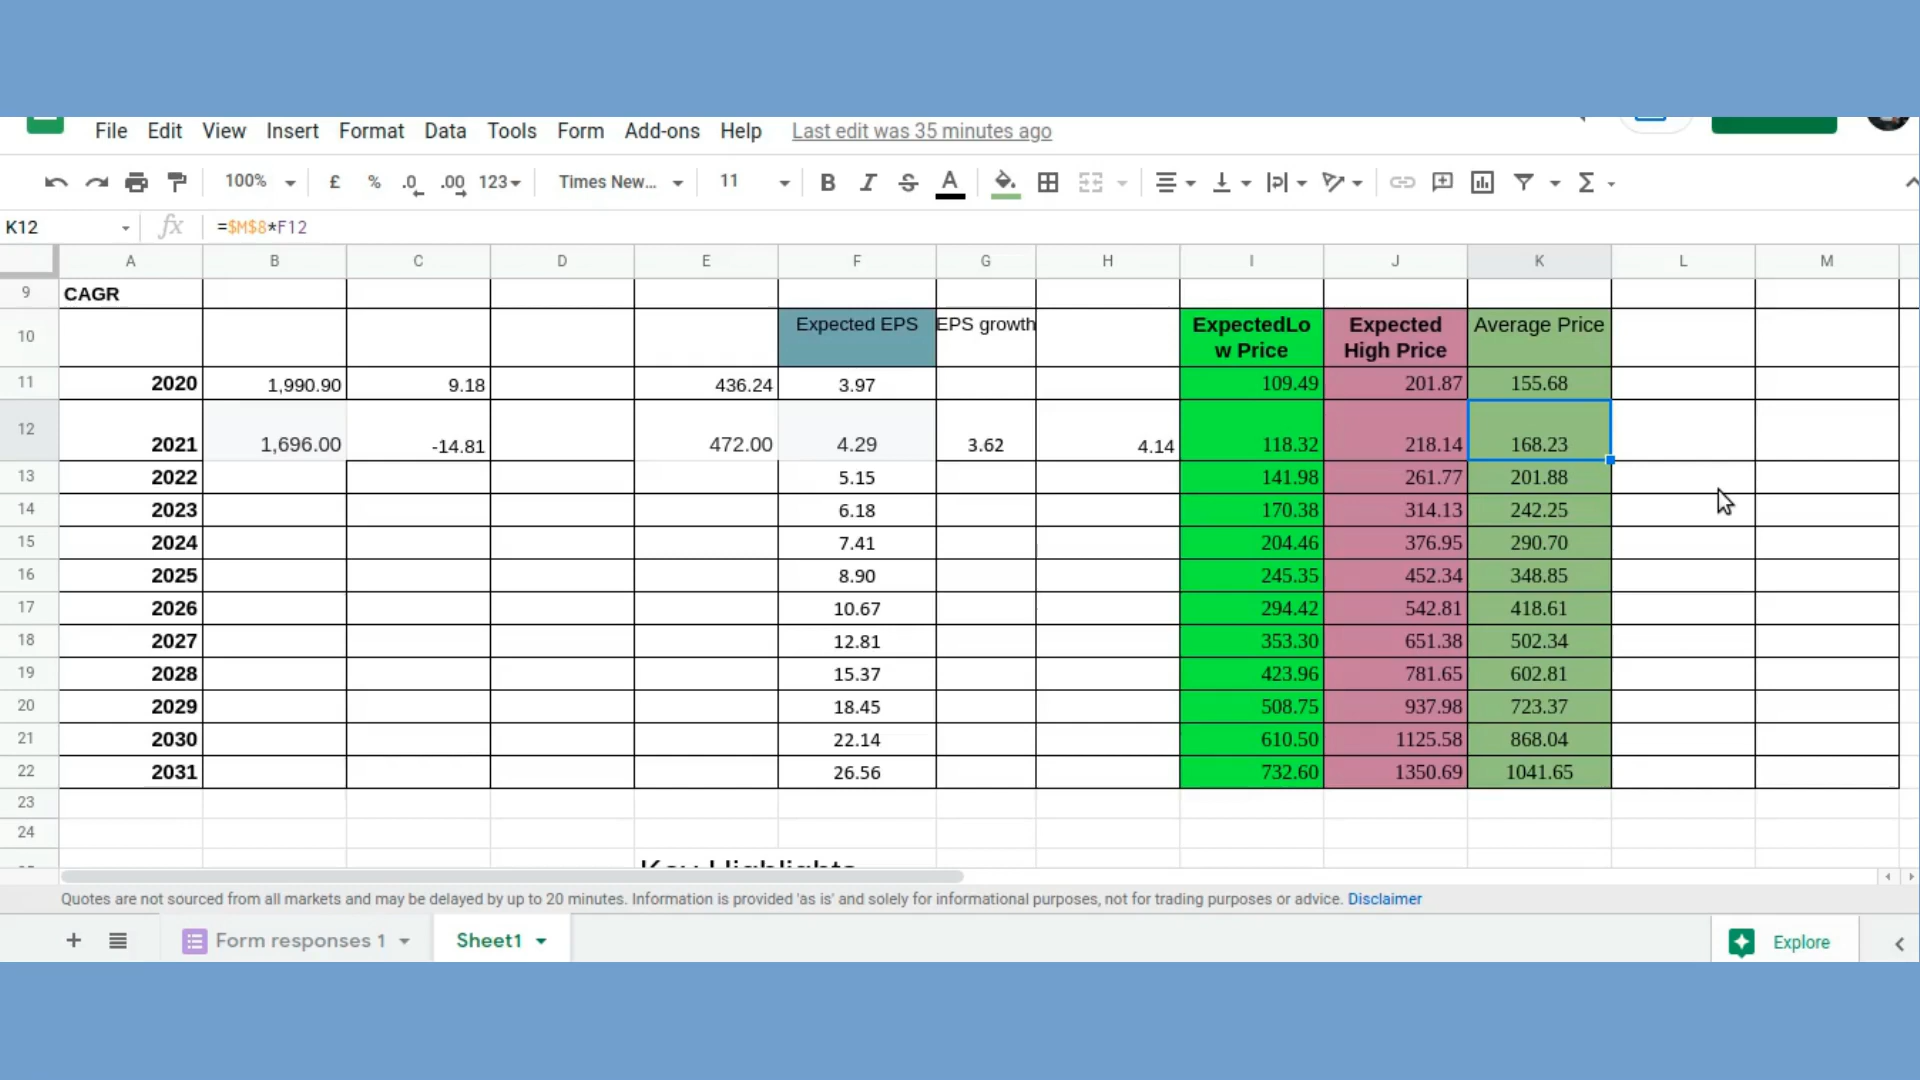 File Edit View Insert Format Data Tools Form Add-ons Help Last edit was 35 minutes ago
100% £ % .0 .00 123 Times New... 11 B I S A Σ
K12 fx =$M$8*F12
A B C D E F G H I J K L M
9 CAGR
10 Expected EPS EPS growth ExpectedLo w Price Expected High Price Average Price
11 2020 1,990.90 9.18 436.24 3.97 109.49 201.87 155.68
12 2021 1,696.00 -14.81 472.00 4.29 3.62 4.14 118.32 218.14 168.23
13 2022 5.15 141.98 261.77 201.88
14 2023 6.18 170.38 314.13 242.25
15 2024 7.41 204.46 376.95 290.70
16 2025 8.90 245.35 452.34 348.85
17 2026 10.67 294.42 542.81 418.61
18 2027 12.81 353.30 651.38 502.34
19 2028 15.37 423.96 781.65 602.81
20 2029 18.45 508.75 937.98 723.37
21 2030 22.14 610.50 1125.58 868.04
22 2031 26.56 732.60 1350.69 1041.65
23
24
Key Highlights
Quotes are not sourced from all markets and may be delayed by up to 20 minutes. Information is provided 'as is' and solely for informational purposes, not for trading purposes or advice. Disclaimer
Form responses 1 Sheet1 Explore